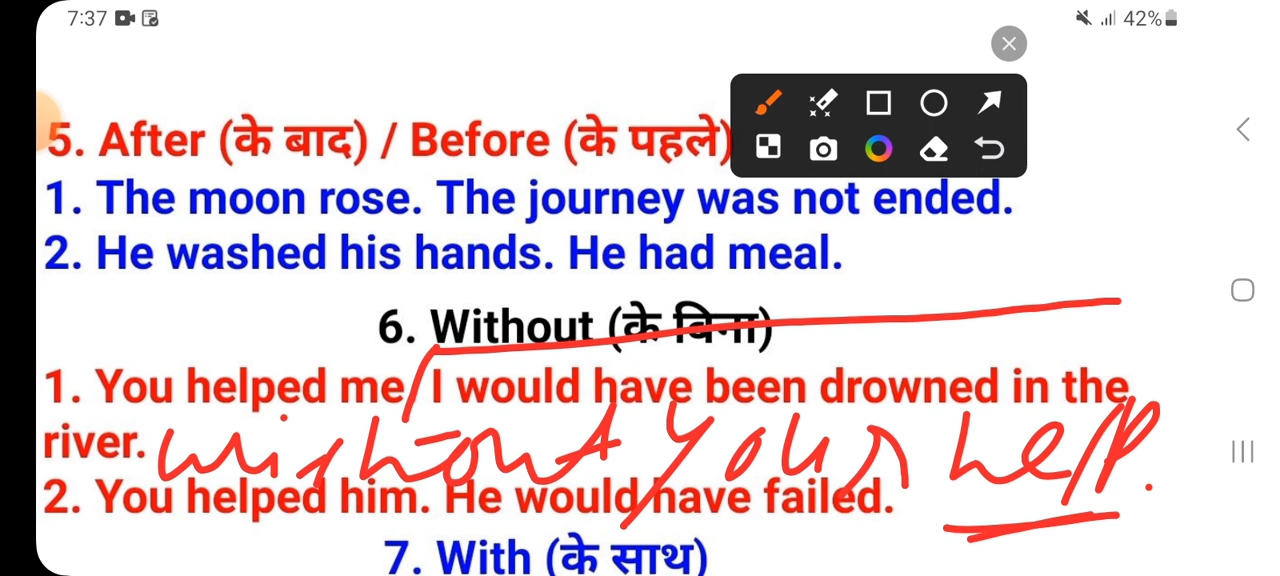 7:37
42%
5. After (के बाद) / Before (के पहले)
1. The moon rose. The journey was not ended.
2. He washed his hands. He had meal.
6. Without (के बिना)
1. You helped me. I would have been drowned in the
river.
without your help.
2. You helped him. He would have failed.
7. With (के साथ)